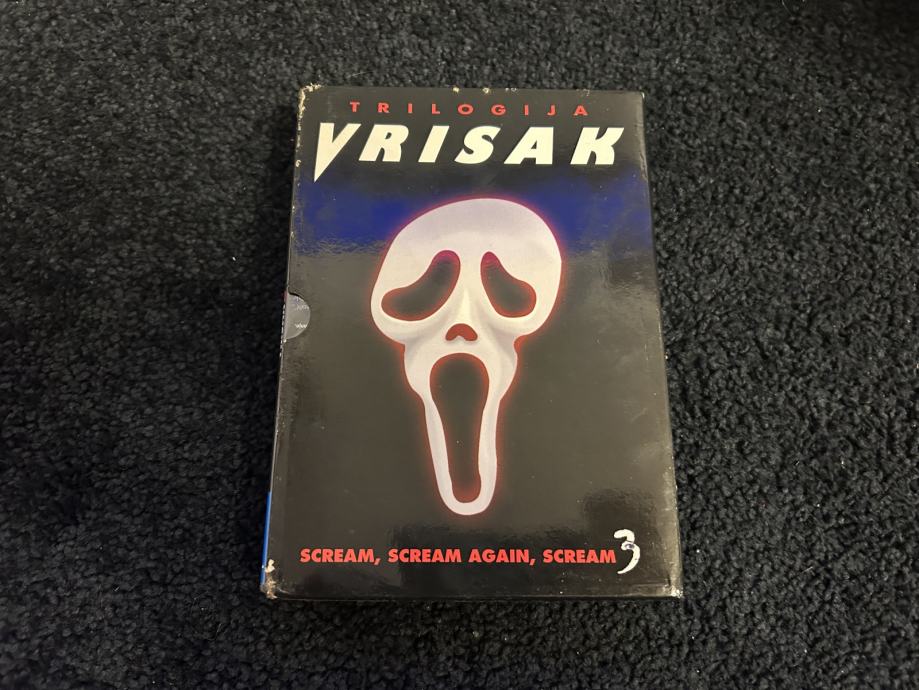 TRILOGIJA
VRISAK
SCREAM, SCREAM AGAIN, SCREAM 3